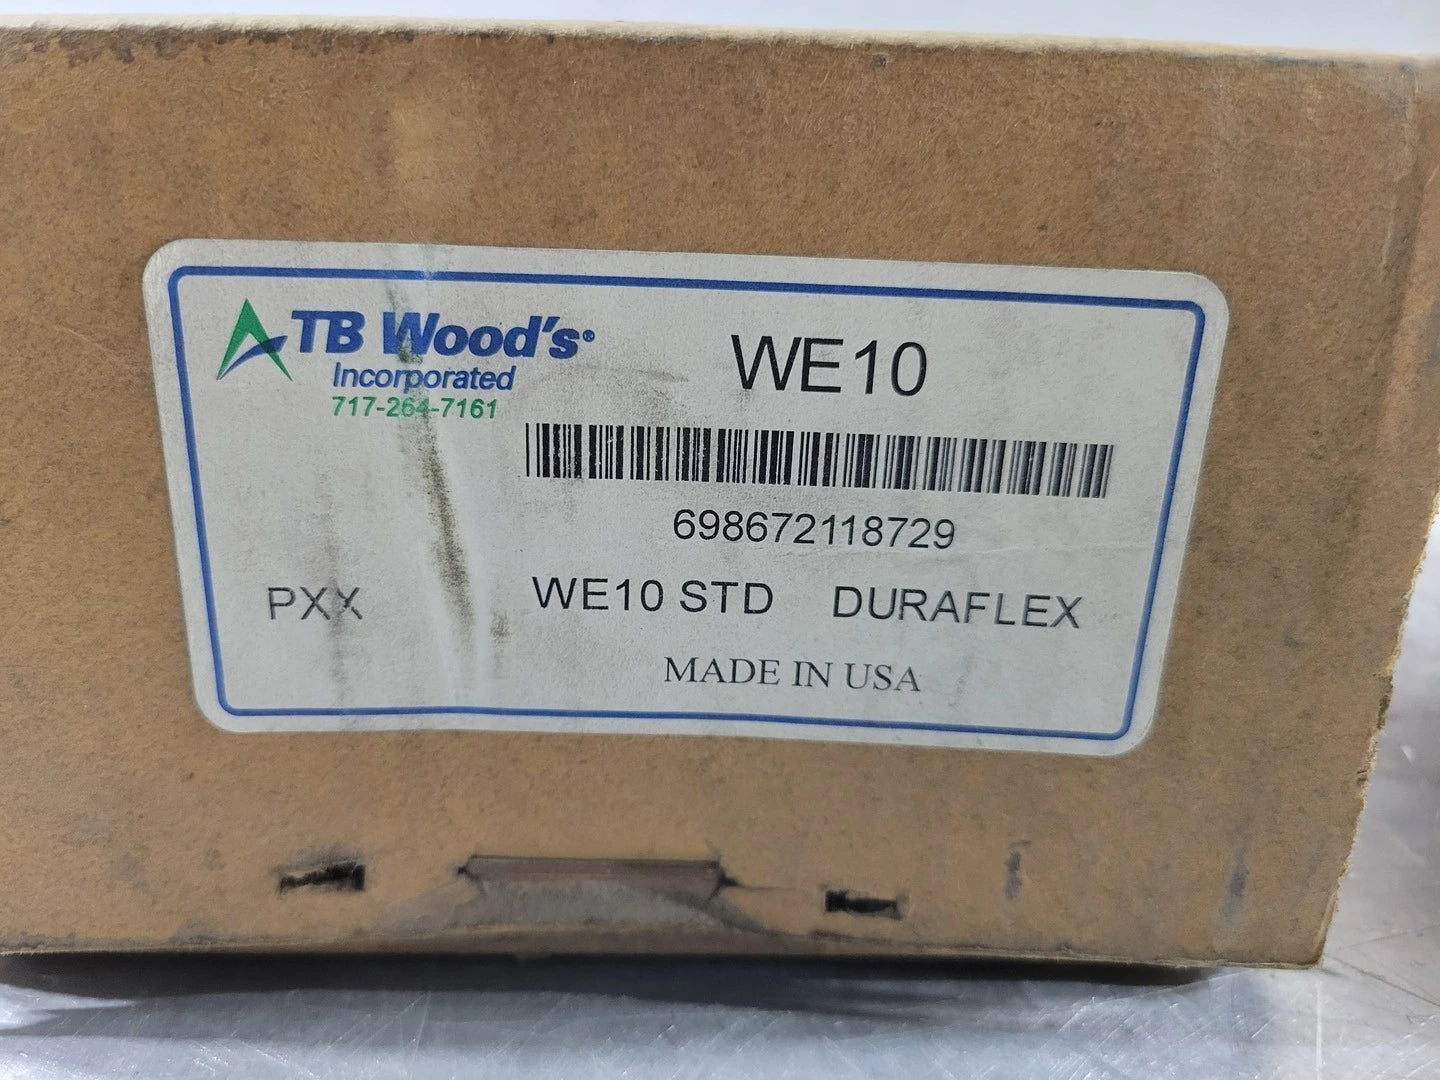 TB Wood's®
Incorporated
717-264-7161
WE10
698672118729
PXX
WE10 STD DURAFLEX
MADE IN USA